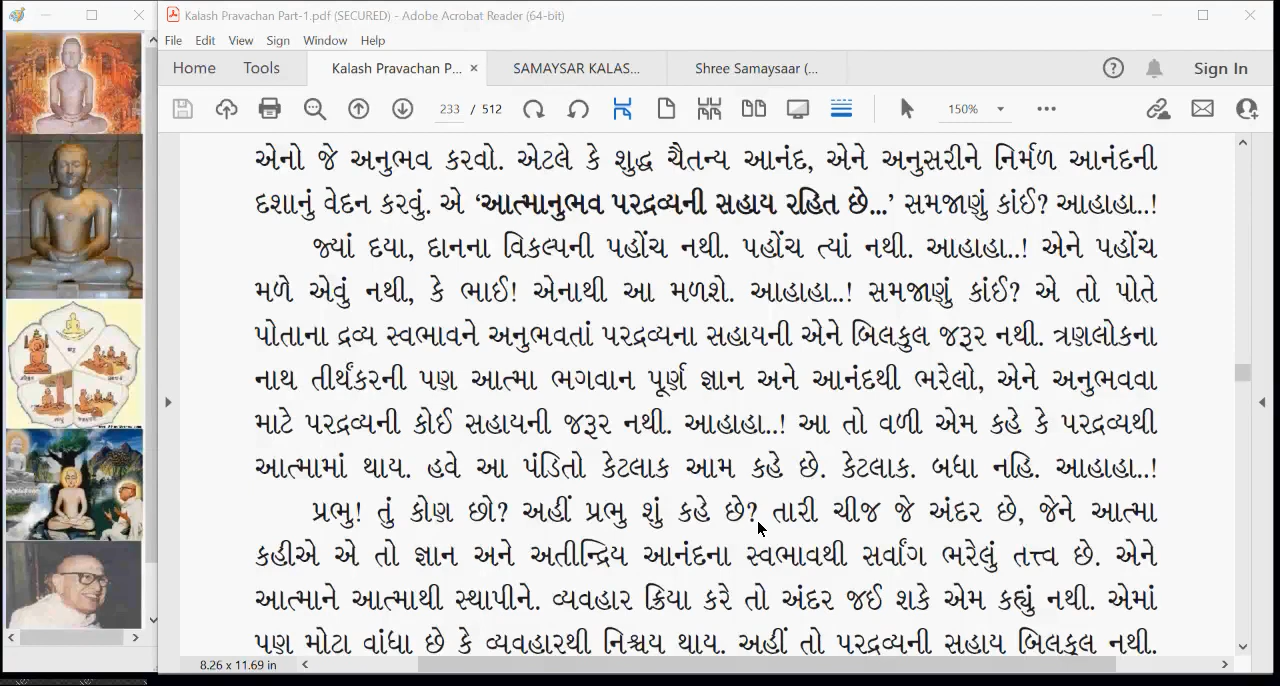 Kalash Pravachan Part-1.pdf (SECURED) - Adobe Acrobat Reader (64-bit)
File Edit View Sign Window Help
Home Tools Kalash Pravachan P... × SAMAYSAR KALAS... Shree Samaysaar (... Sign In
233 / 512 150%
એનો જે અનુભવ કરવો. એટલે કે શુદ્ધ ચૈતન્ય આનંદ, એને અનુસરીને નિર્મળ આનંદની
દશાનું વેદન કરવું. એ ‘આત્માનુભવ પરદ્રવ્યની સહાય રહિત છે...’ સમજાણું કાંઈ? આહાહા..!
જ્યાં દયા, દાનના વિકલ્પની પહોંચ નથી. પહોંચ ત્યાં નથી. આહાહા..! એને પહોંચ
મળે એવું નથી, કે ભાઈ! એનાથી આ મળશે. આહાહા..! સમજાણું કાંઈ? એ તો પોતે
પોતાના દ્રવ્ય સ્વભાવને અનુભવતાં પરદ્રવ્યના સહાયની એને બિલકુલ જરૂર નથી. ત્રણલોકના
નાથ તીર્થંકરની પણ આત્મા ભગવાન પૂર્ણ જ્ઞાન અને આનંદથી ભરેલો, એને અનુભવવા
માટે પરદ્રવ્યની કોઈ સહાયની જરૂર નથી. આહાહા..! આ તો વળી એમ કહે કે પરદ્રવ્યથી
આત્મામાં થાય. હવે આ પંડિતો કેટલાક આમ કહે છે. કેટલાક. બધા નહિ. આહાહા..!
પ્રભુ! તું કોણ છો? અહીં પ્રભુ શું કહે છે? તારી ચીજ જે અંદર છે, જેને આત્મા
કહીએ એ તો જ્ઞાન અને અતીન્દ્રિય આનંદના સ્વભાવથી સર્વાંગ ભરેલું તત્ત્વ છે. એને
આત્માને આત્માથી સ્થાપીને. વ્યવહાર ક્રિયા કરે તો અંદર જઈ શકે એમ કહ્યું નથી. એમાં
પણ મોટા વાંધા છે કે વ્યવહારથી નિશ્ચય થાય. અહીં તો પરદ્રવ્યની સહાય બિલકુલ નથી.
8.26 x 11.69 in